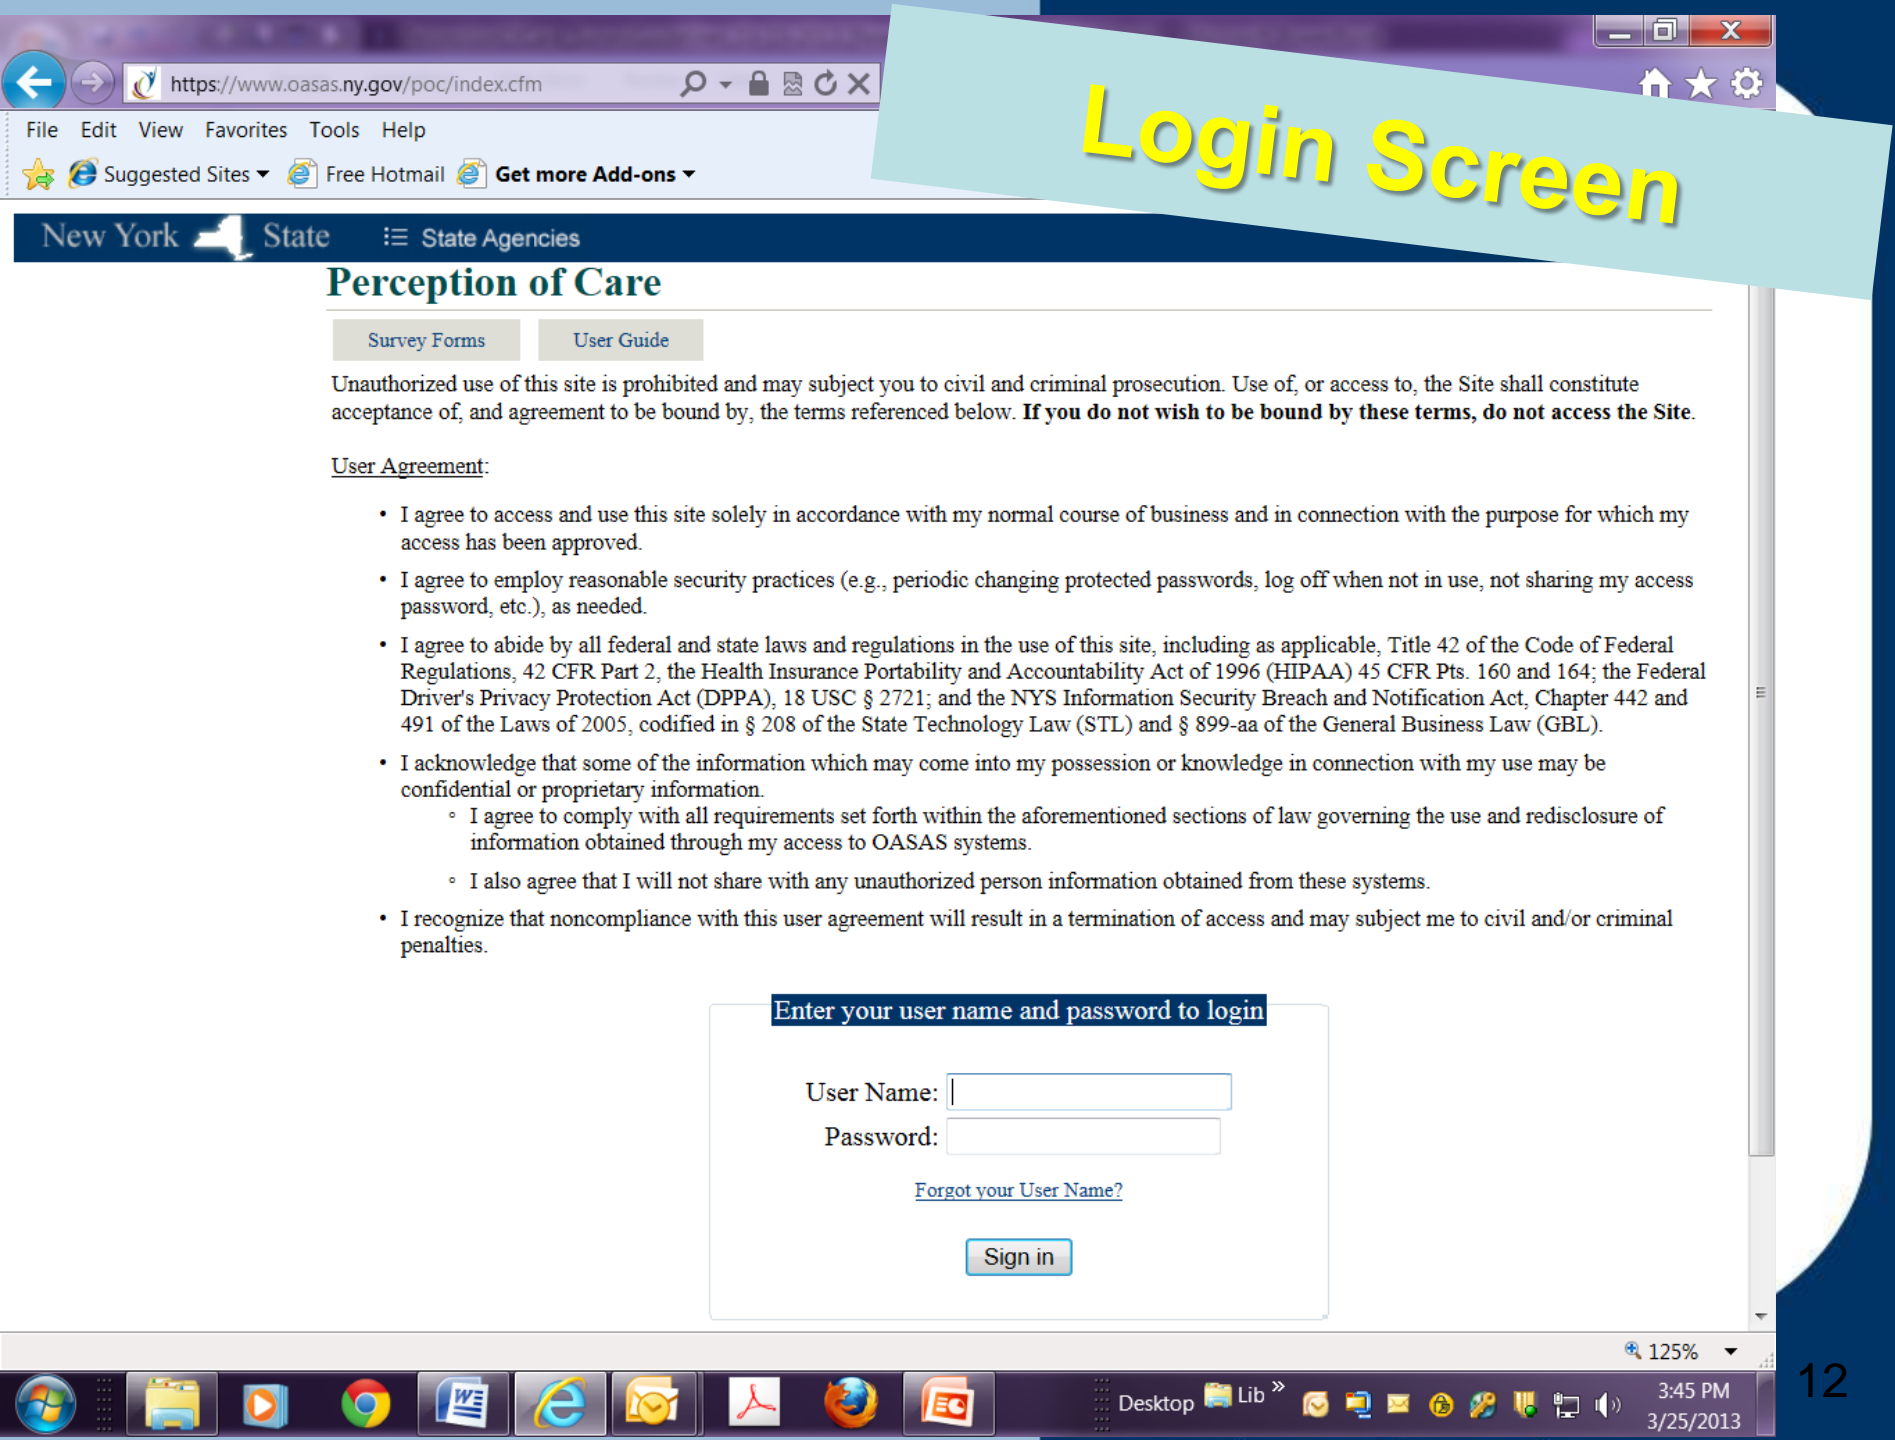 https://www.oasas.ny.gov/poc/index.cfm
Login Screen
File Edit View Favorites Tools Help
Suggested Sites Free Hotmail Get more Add-ons
New York State State Agencies
Perception of Care
Survey Forms User Guide
Unauthorized use of this site is prohibited and may subject you to civil and criminal prosecution. Use of, or access to, the Site shall constitute
acceptance of, and agreement to be bound by, the terms referenced below. If you do not wish to be bound by these terms, do not access the Site.
User Agreement:
• I agree to access and use this site solely in accordance with my normal course of business and in connection with the purpose for which my
access has been approved.
• I agree to employ reasonable security practices (e.g., periodic changing protected passwords, log off when not in use, not sharing my access
password, etc.), as needed.
• I agree to abide by all federal and state laws and regulations in the use of this site, including as applicable, Title 42 of the Code of Federal
Regulations, 42 CFR Part 2, the Health Insurance Portability and Accountability Act of 1996 (HIPAA) 45 CFR Pts. 160 and 164; the Federal
Driver's Privacy Protection Act (DPPA), 18 USC § 2721; and the NYS Information Security Breach and Notification Act, Chapter 442 and
491 of the Laws of 2005, codified in § 208 of the State Technology Law (STL) and § 899-aa of the General Business Law (GBL).
• I acknowledge that some of the information which may come into my possession or knowledge in connection with my use may be
confidential or proprietary information.
◦ I agree to comply with all requirements set forth within the aforementioned sections of law governing the use and redisclosure of
information obtained through my access to OASAS systems.
◦ I also agree that I will not share with any unauthorized person information obtained from these systems.
• I recognize that noncompliance with this user agreement will result in a termination of access and may subject me to civil and/or criminal
penalties.
Enter your user name and password to login
User Name:
Password:
Forgot your User Name?
Sign in
125%
Desktop Lib »
3:45 PM
3/25/2013
12